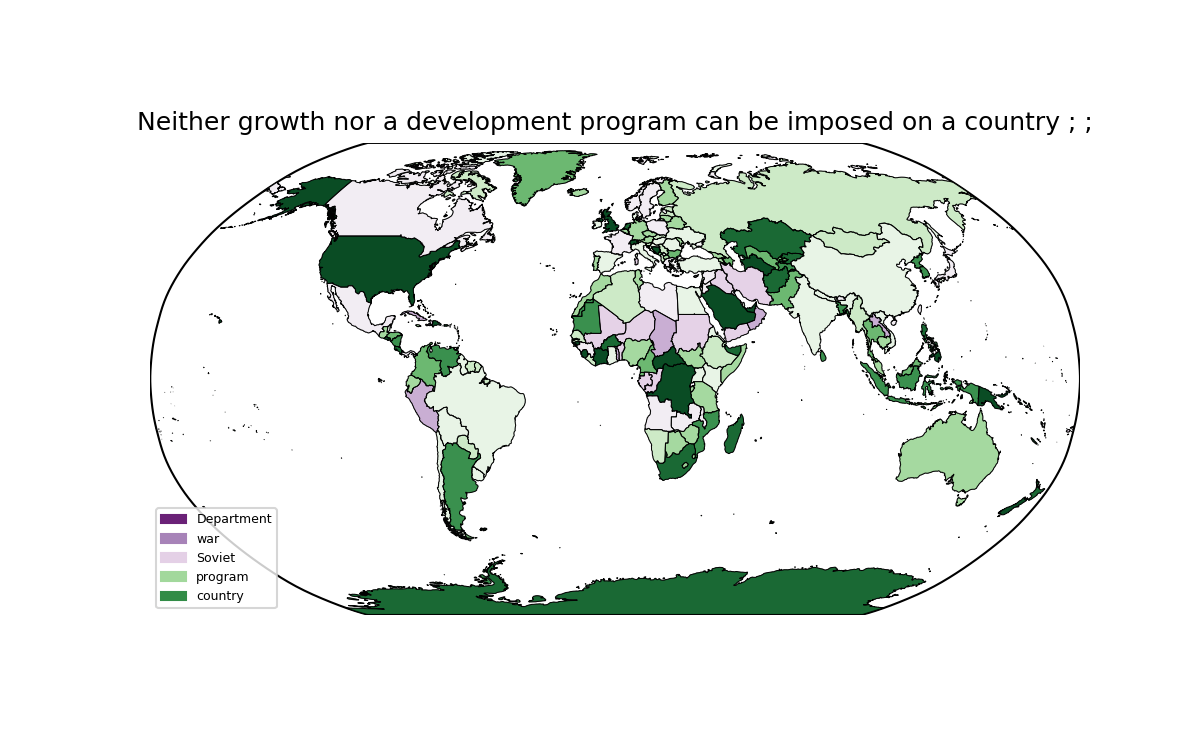 Neither growth nor a development program can be imposed on a country ; ;
Department
war
Soviet
program
country